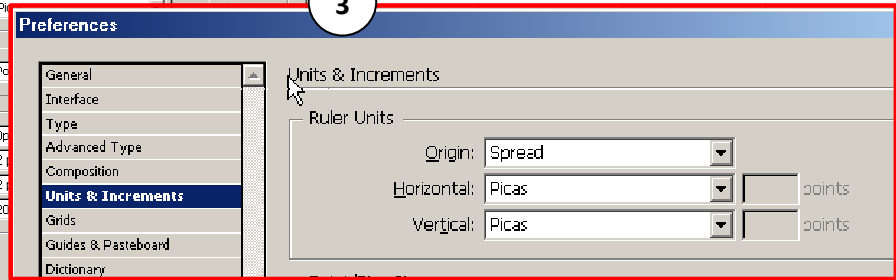 3
Preferences
General
Interface
Type
Advanced Type
Composition
Units & Increments
Grids
Guides & Pasteboard
Dictionary
Units & Increments
Ruler Units
Origin: Spread
Horizontal: Picas points
Vertical: Picas points